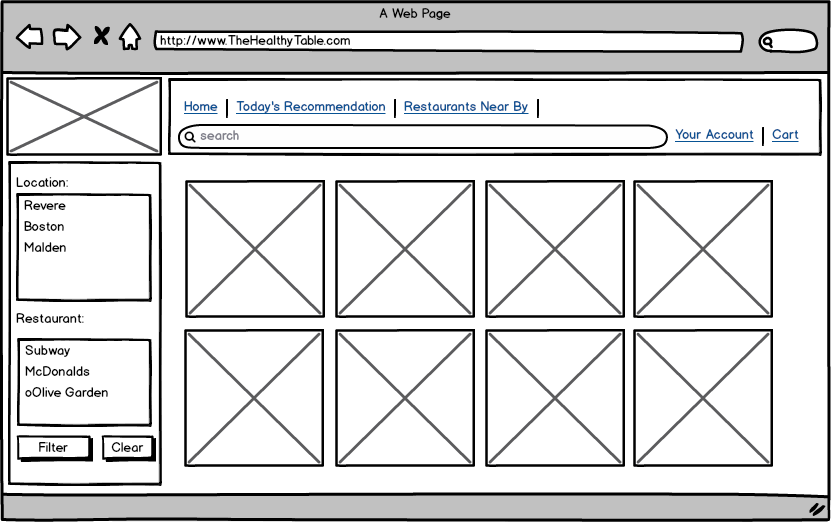 A Web Page
http://www.TheHealthyTable.com
Home Today's Recommendation Restaurants Near By
search
Your Account Cart
Location:
Revere
Boston
Malden
Restaurant:
Subway
McDonalds
oOlive Garden
Filter Clear